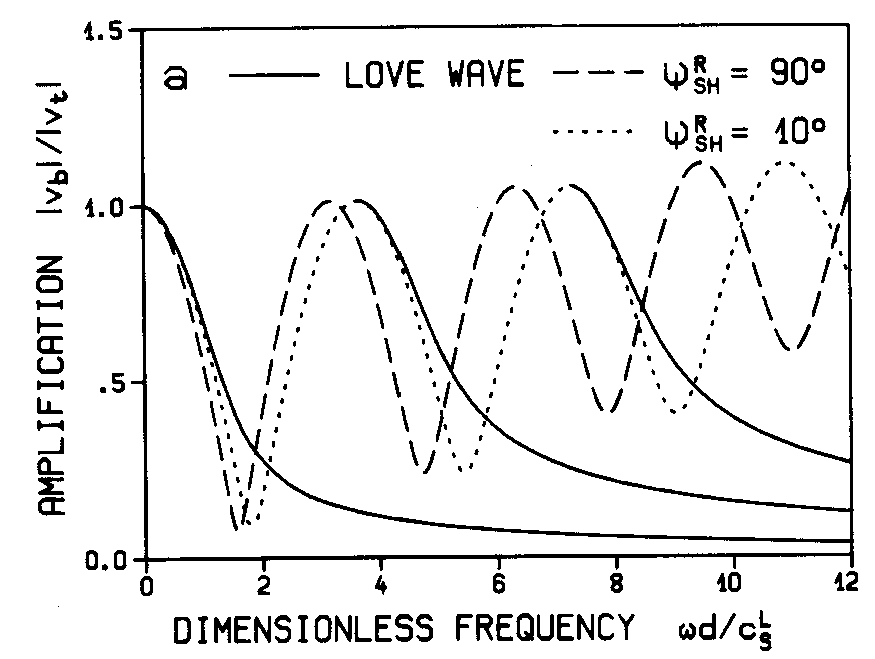 1.5
a LOVE WAVE ψ^R_SH = 90°
ψ^R_SH = 10°
1.0
.5
0.0
0 2 4 6 8 10 12
AMPLIFICATION |v_b|/|v_t|
DIMENSIONLESS FREQUENCY ωd/c^L_s